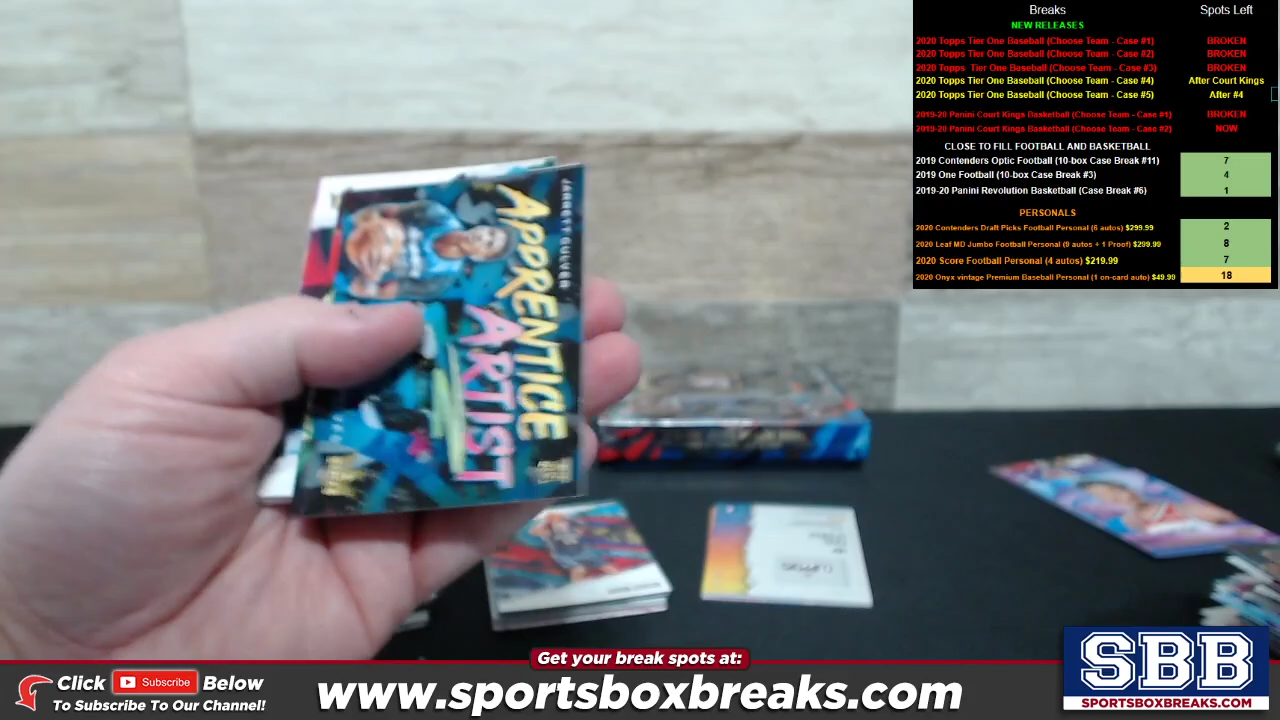 Breaks Spots Left
NEW RELEASES
2020 Topps Tier One Baseball (Choose Team - Case #1) BROKEN
2020 Topps Tier One Baseball (Choose Team - Case #2) BROKEN
2020 Topps Tier One Baseball (Choose Team - Case #3) BROKEN
2020 Topps Tier One Baseball (Choose Team - Case #4) After Court Kings
2020 Topps Tier One Baseball (Choose Team - Case #5) After #4
2019-20 Panini Court Kings Basketball (Choose Team - Case #1) BROKEN
2019-20 Panini Court Kings Basketball (Choose Team - Case #2) NOW
CLOSE TO FILL FOOTBALL AND BASKETBALL
2019 Contenders Optic Football (10-box Case Break #11) 7
2019 One Football (10-box Case Break #3) 4
2019-20 Panini Revolution Basketball (Case Break #6) 1
PERSONALS
2020 Contenders Draft Picks Football Personal (6 autos) $299.99 2
2020 Leaf MD Jumbo Football Personal (9 autos + 1 Proof) $299.99 8
2020 Score Football Personal (4 autos) $219.99 7
2020 Onyx vintage Premium Baseball Personal (1 on-card auto) $49.99 18
JARRETT CULVER
APPRENTICE
ARTIST
Get your break spots at:
Click Subscribe Below
To Subscribe To Our Channel!
www.sportsboxbreaks.com
SBB
SPORTSBOXBREAKS.COM